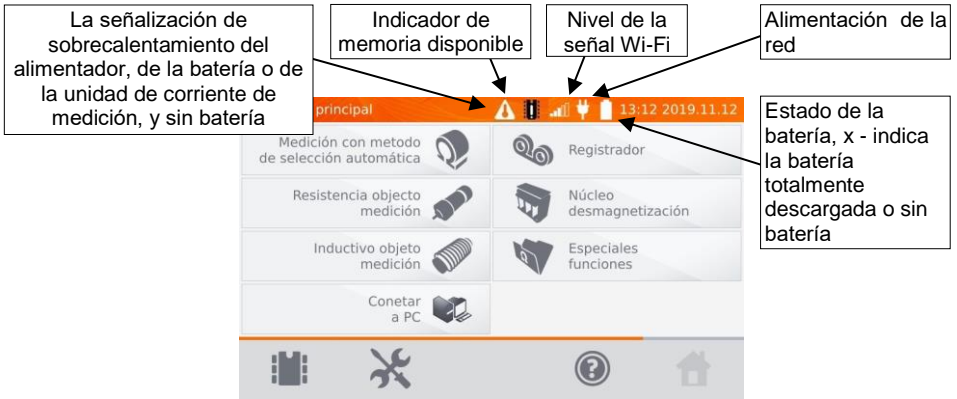 La señalización de
sobrecalentamiento del
alimentador, de la batería o de
la unidad de corriente de
medición, y sin batería
Indicador de
memoria disponible
Nivel de la
señal Wi-Fi
Alimentación de la
red
Estado de la
batería, x - indica
la batería
totalmente
descargada o sin
batería
principal
13:12 2019.11.12
Medición con metodo
de selección automática
Registrador
Resistencia objecto
medición
Núcleo
desmagnetización
Inductivo objeto
medición
Especiales
funciones
Conetar
a PC